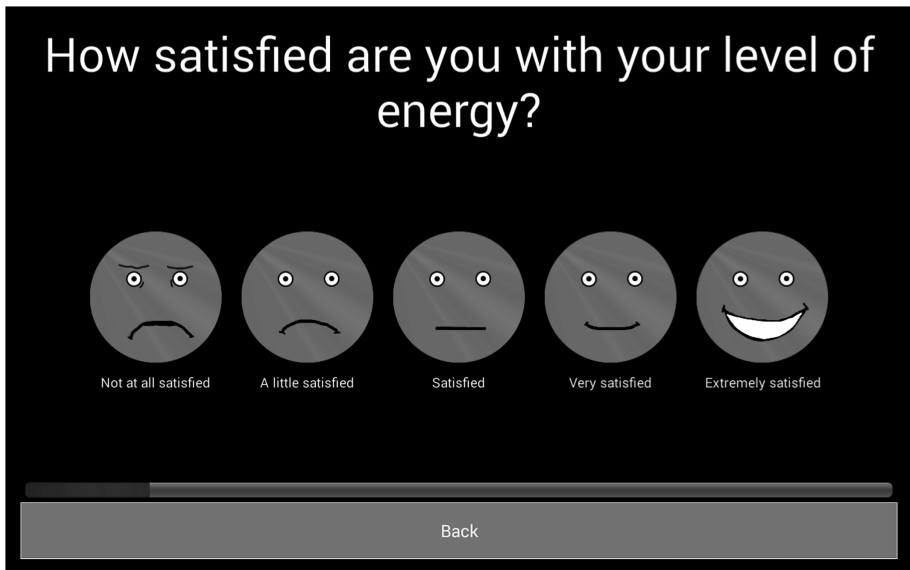 How satisfied are you with your level of
energy?
Not at all satisfied
A little satisfied
Satisfied
Very satisfied
Extremely satisfied
Back